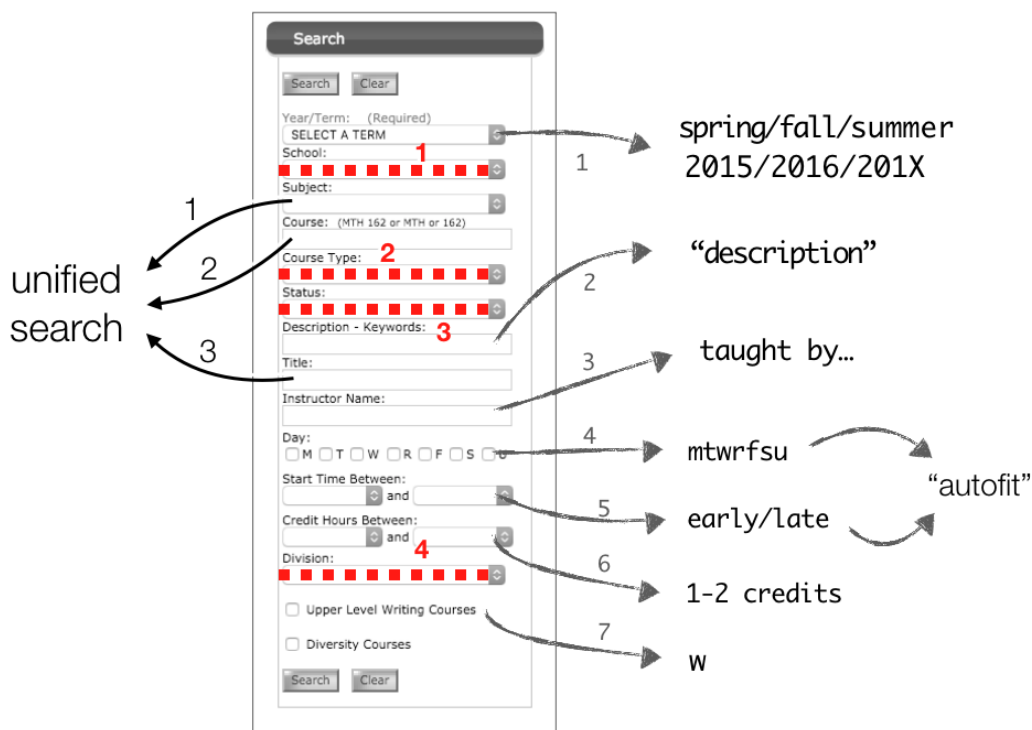 Search
Search Clear
Year/Term: (Required)
SELECT A TERM
School:
1
Subject:
Course: (MTH 162 or MTH or 162)
Course Type:
2
Status:
Description - Keywords:
3
Title:
Instructor Name:
Day:
M T W R F S U
Start Time Between:
and
Credit Hours Between:
and
4
Division:
Upper Level Writing Courses
Diversity Courses
Search Clear
unified
search
1
2
3
1
spring/fall/summer
2015/2016/201X
2
“description”
3
taught by…
4
mtwrfsu
5
early/late
“autofit”
6
1-2 credits
7
w